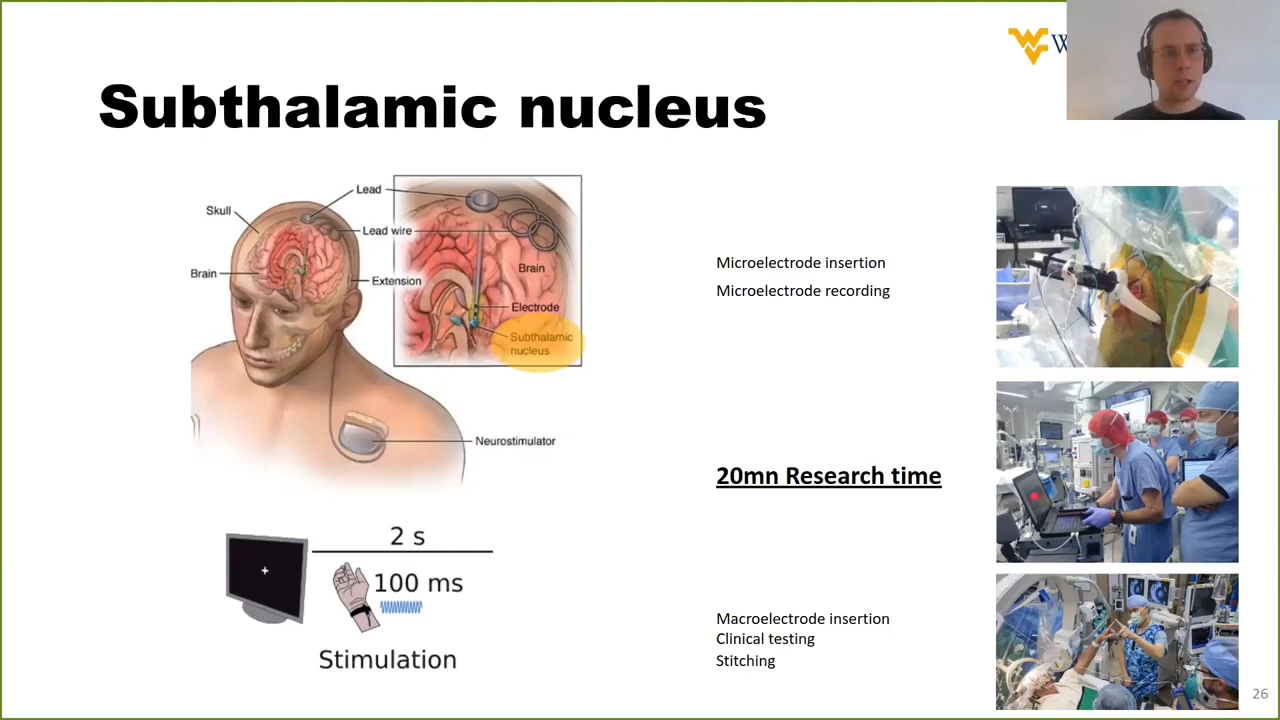 Subthalamic nucleus
Lead
Skull
Lead wire
Brain
Extension
Brain
Electrode
Subthalamic
nucleus
Neurostimulator
2 s
100 ms
Stimulation
Microelectrode insertion
Microelectrode recording
20mn Research time
Macroelectrode insertion
Clinical testing
Stitching
26